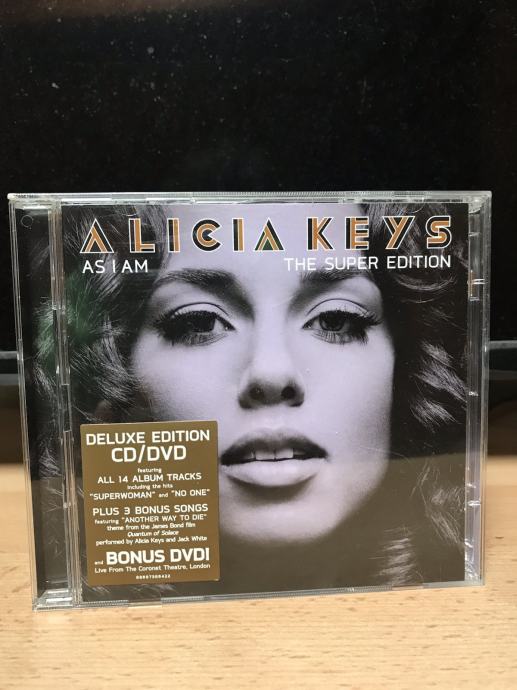 ALICIA KEYS
AS I AM THE SUPER EDITION
DELUXE EDITION
CD/DVD
featuring
ALL 14 ALBUM TRACKS
including the hits
"SUPERWOMAN" and "NO ONE"
PLUS 3 BONUS SONGS
featuring "ANOTHER WAY TO DIE"
theme from the James Bond film
Quantum of Solace
performed by Alicia Keys and Jack White
and BONUS DVD!
Live From The Coronet Theatre, London